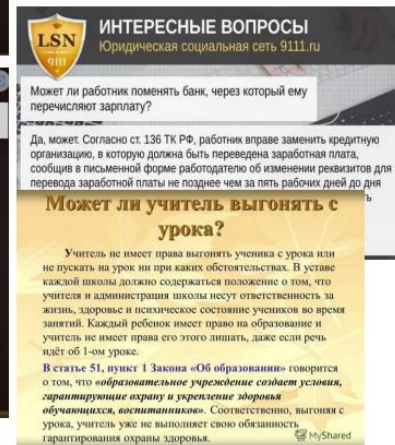 LSN
9111
ИНТЕРЕСНЫЕ ВОПРОСЫ
Юридическая социальная сеть 9111.ru
Может ли работник поменять банк, через который ему
перечисляют зарплату?
Да, может. Согласно ст. 136 ТК РФ, работник вправе заменить кредитную
организацию, в которую должна быть переведена заработная плата,
сообщив в письменной форме работодателю об изменении реквизитов для
перевода заработной платы не позднее чем за пять рабочих дней до дня
Может ли учитель выгонять с
урока?
Учитель не имеет права выгонять ученика с урока или
не пускать на урок ни при каких обстоятельствах. В уставе
каждой школы должно содержаться положение о том, что
учителя и администрация школы несут ответственность за
жизнь, здоровье и психическое состояние учеников во время
занятий. Каждый ребенок имеет право на образование и
учитель не имеет права его этого лишать, даже если речь
идёт об 1-ом уроке.
В статье 51, пункт 1 Закона «Об образовании» говорится
о том, что «образовательное учреждение создает условия,
гарантирующие охрану и укрепление здоровья
обучающихся, воспитанников». Соответственно, выгоняя с
урока, учитель уже не выполняет свою обязанность
гарантирования охраны здоровья.
MyShared